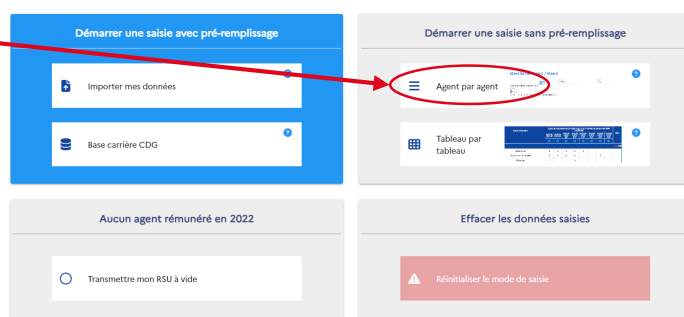 Démarrer une saisie avec pré-remplissage
Importer mes données
?
Base carrière CDG
?
Démarrer une saisie sans pré-remplissage
Agent par agent
?
Tableau par
tableau
?
Aucun agent rémunéré en 2022
Transmettre mon RSU à vide
Effacer les données saisies
Réinitialiser le mode de saisie